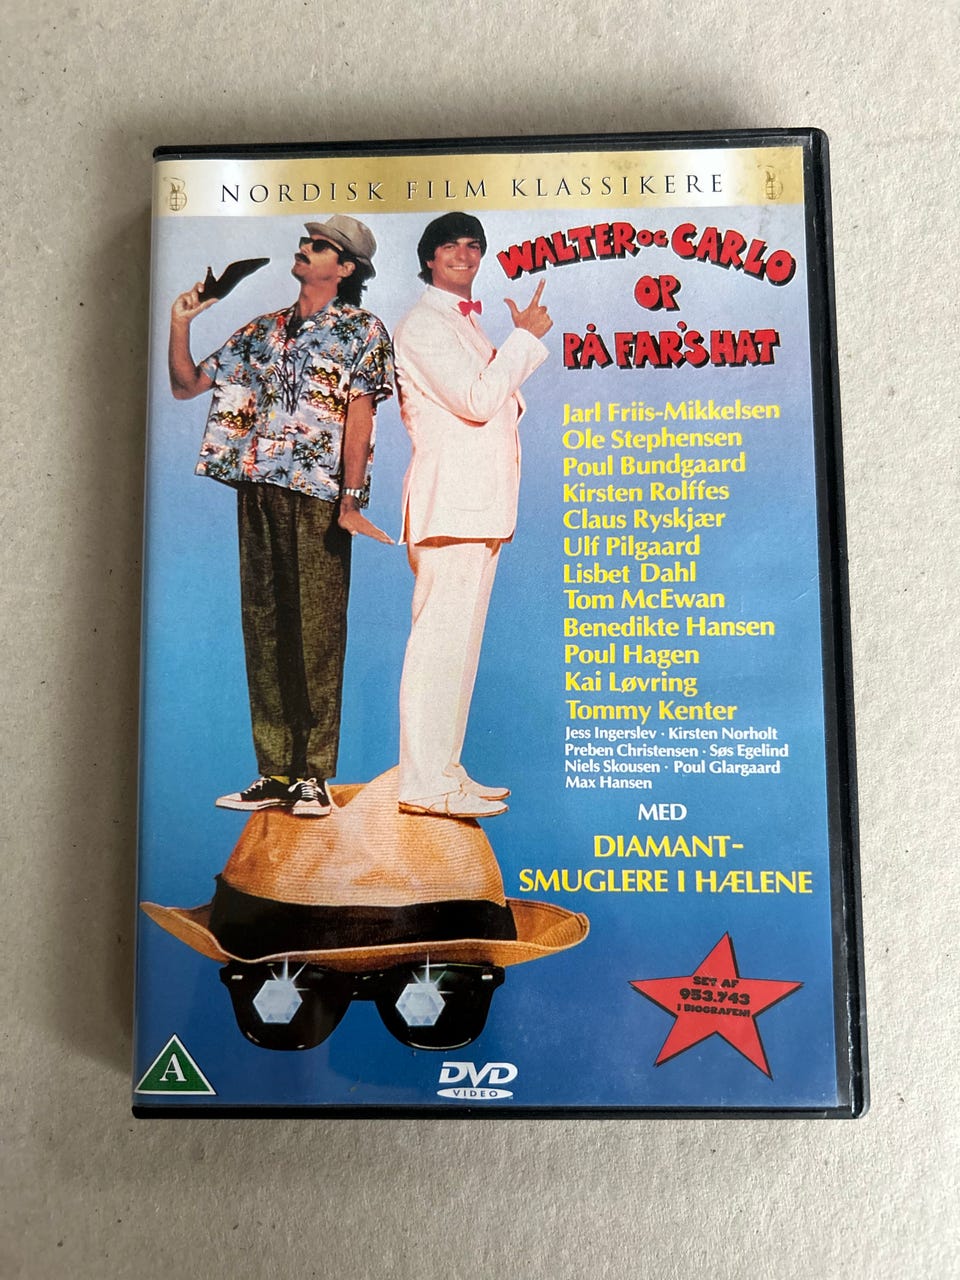 NORDISK FILM KLASSIKERE
WALTER OG CARLO
OP
PÅ FAR'S HAT
Jarl Friis-Mikkelsen
Ole Stephensen
Poul Bundgaard
Kirsten Rolffes
Claus Ryskjær
Ulf Pilgaard
Lisbet Dahl
Tom McEwan
Benedikte Hansen
Poul Hagen
Kai Løvring
Tommy Kenter
Jess Ingerslev · Kirsten Norholt
Preben Christensen · Søs Egelind
Niels Skousen · Poul Glargaard
Max Hansen
MED
DIAMANT-
SMUGLERE I HÆLENE
SET AF
953.743
I BIOGRAFEN!
A
DVD
VIDEO